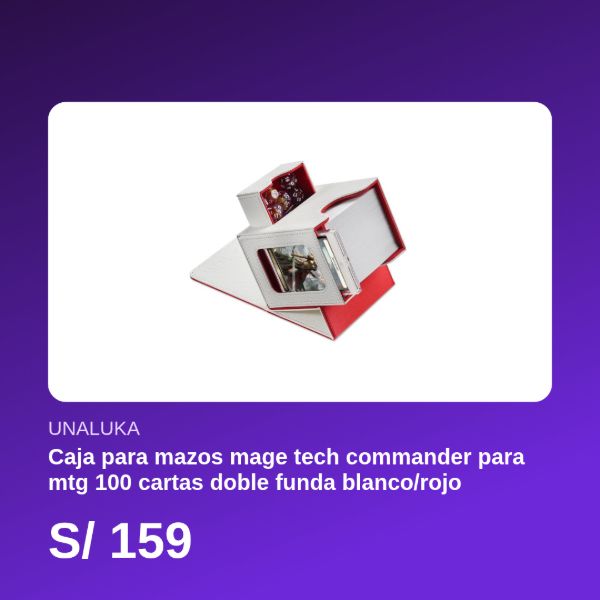 UNALUKA
Caja para mazos mage tech commander para
mtg 100 cartas doble funda blanco/rojo
S/ 159